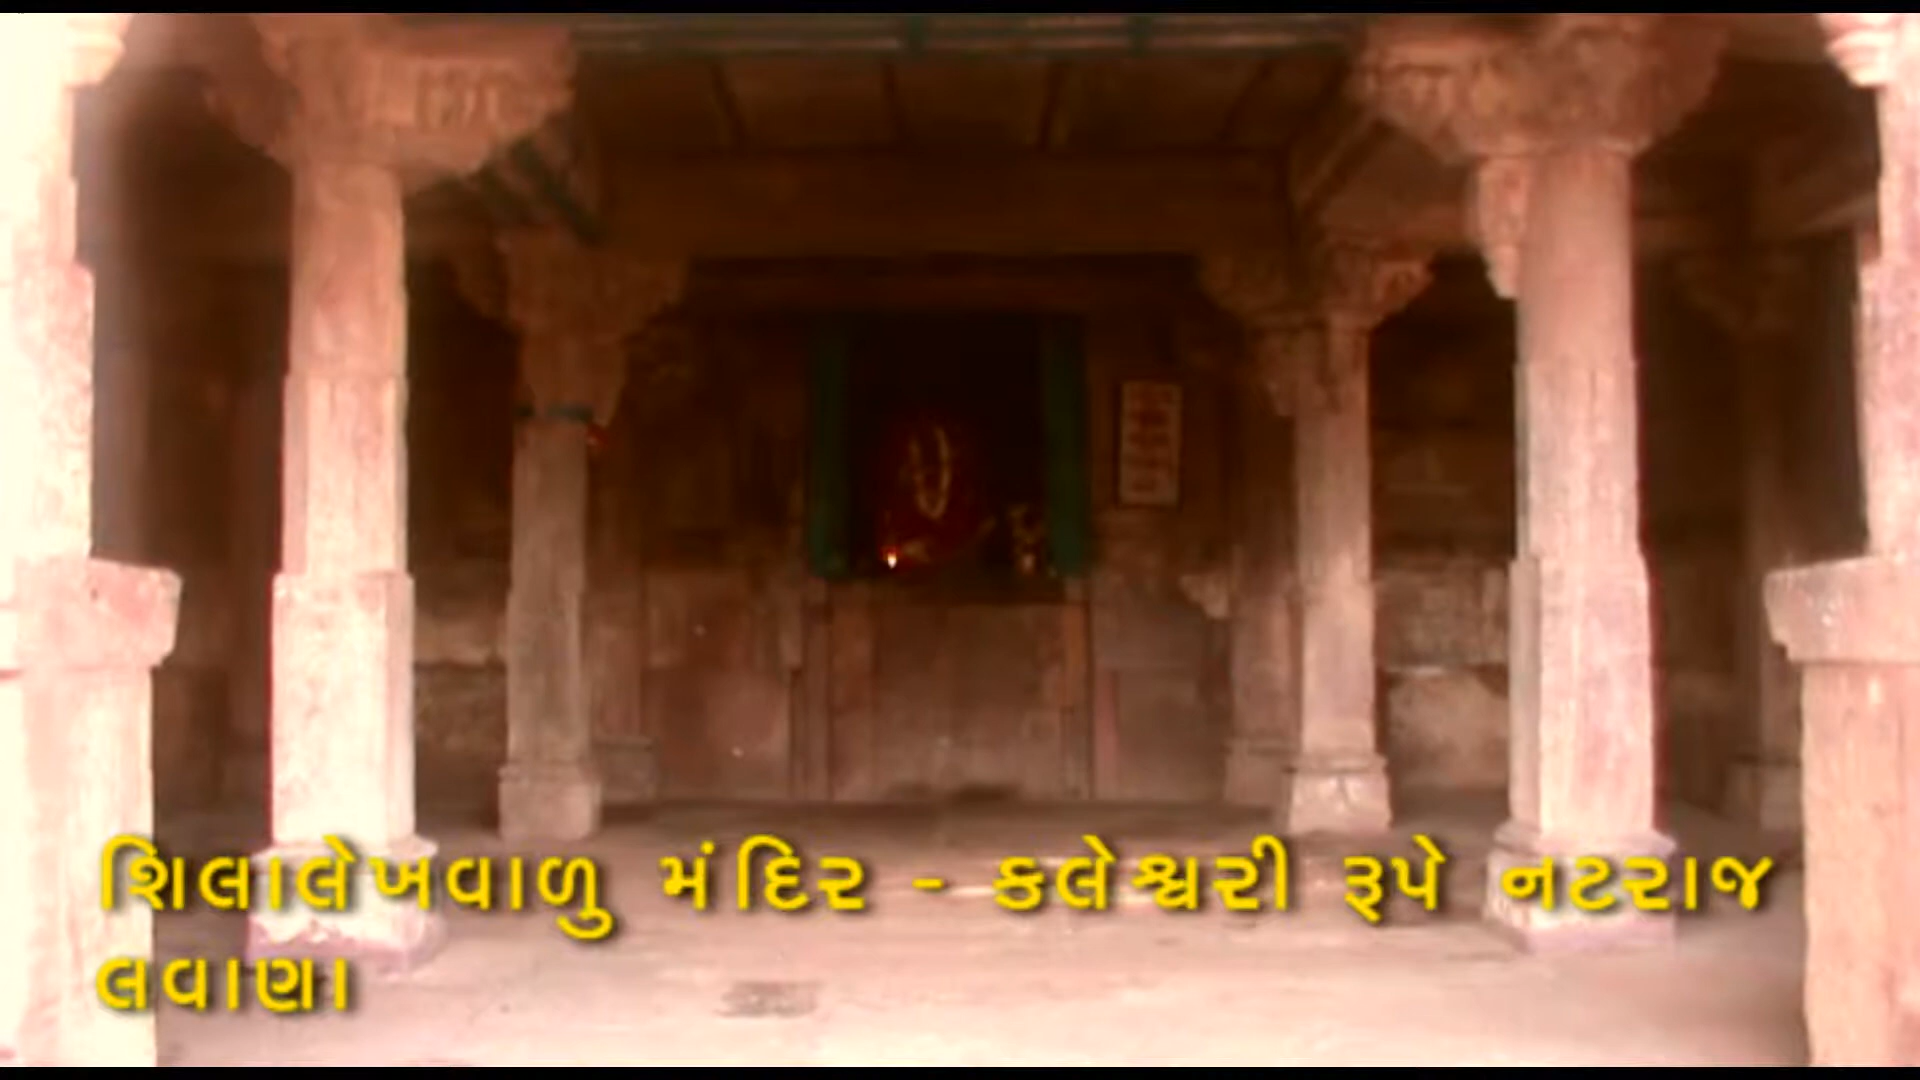 શિલાલેખવાળુ મંદિર - કલેશ્વરી રૂપે નટરાજ
લવાણા